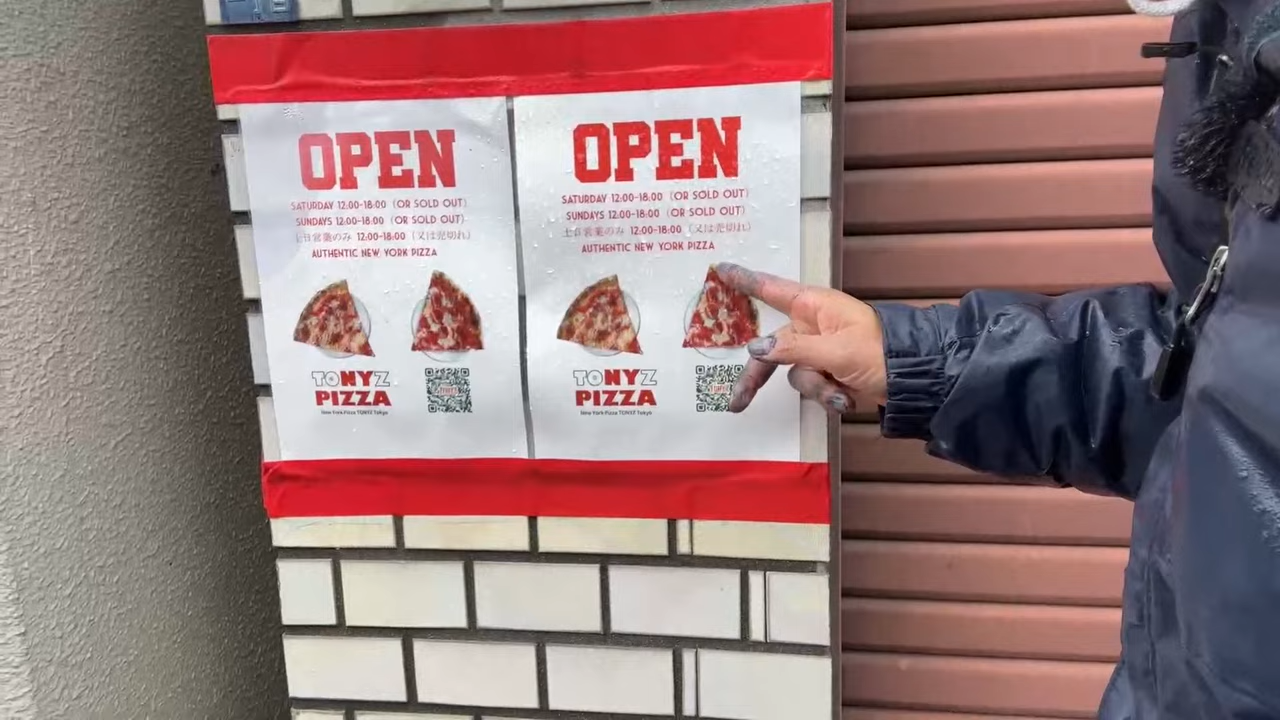 OPEN
SATURDAY 12:00-18:00 (OR SOLD OUT)
SUNDAYS 12:00-18:00 (OR SOLD OUT)
土日営業のみ 12:00-18:00 (又は売切れ)
AUTHENTIC NEW YORK PIZZA
TONYZ
PIZZA
New York Pizza TONYZ Tokyo
OPEN
SATURDAY 12:00-18:00 (OR SOLD OUT)
SUNDAYS 12:00-18:00 (OR SOLD OUT)
土日営業のみ 12:00-18:00 (又は売切れ)
AUTHENTIC NEW YORK PIZZA
TONYZ
PIZZA
New York Pizza TONYZ Tokyo